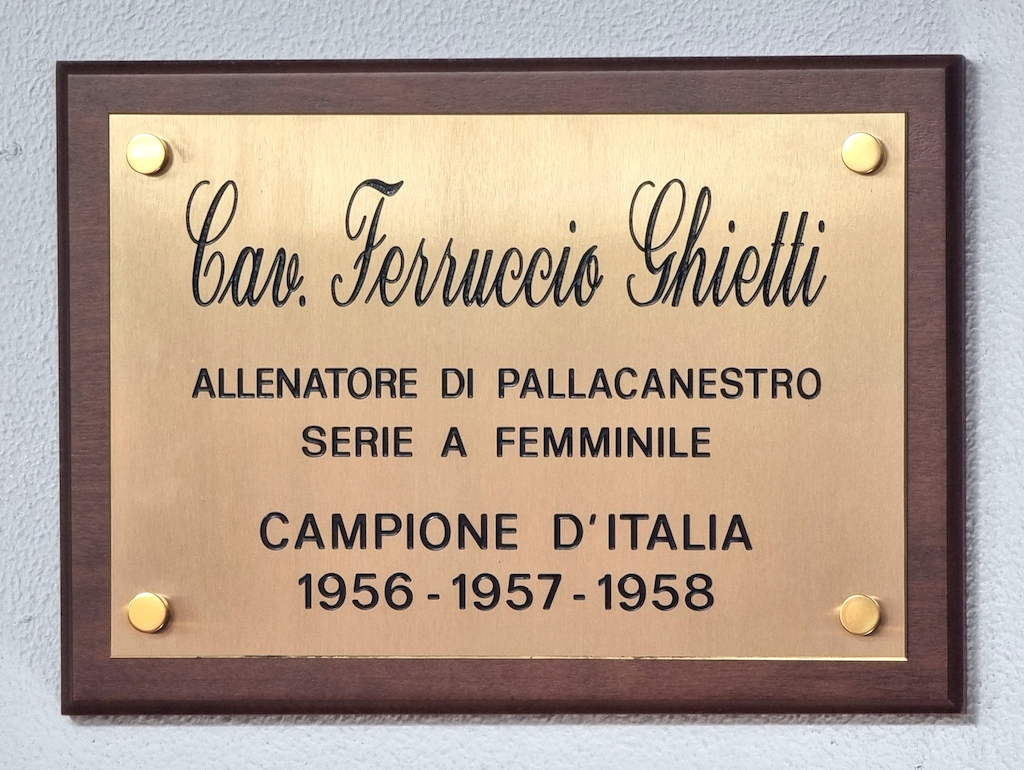 Cav. Ferruccio Ghietti
ALLENATORE DI PALLACANESTRO
SERIE A FEMMINILE
CAMPIONE D'ITALIA
1956 - 1957 - 1958